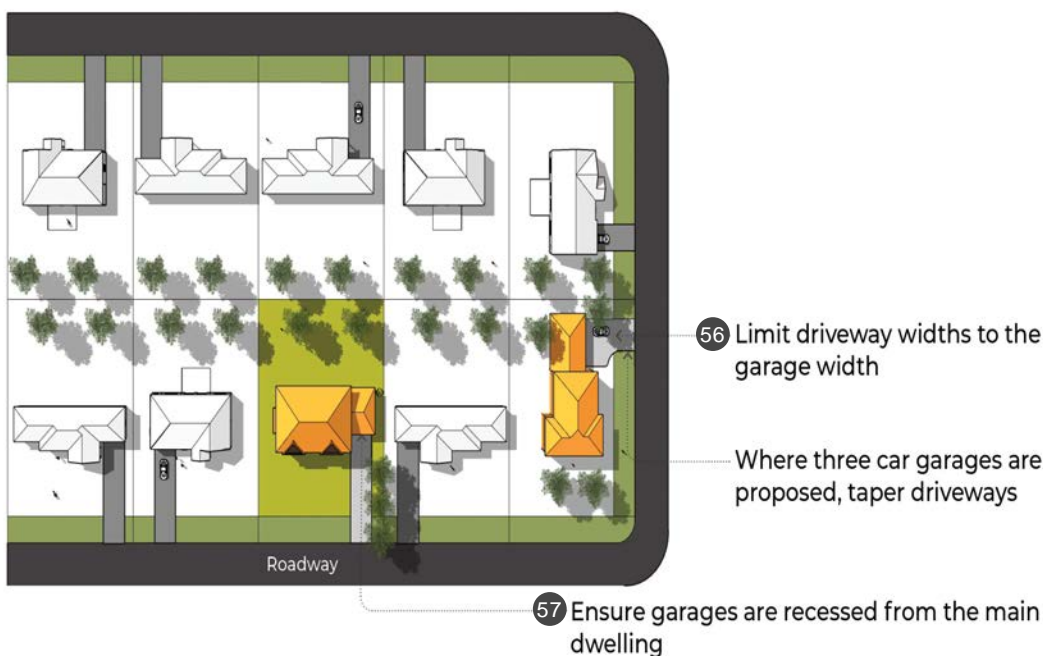 56 Limit driveway widths to the
garage width
Where three car garages are
proposed, taper driveways
Roadway
57 Ensure garages are recessed from the main
dwelling